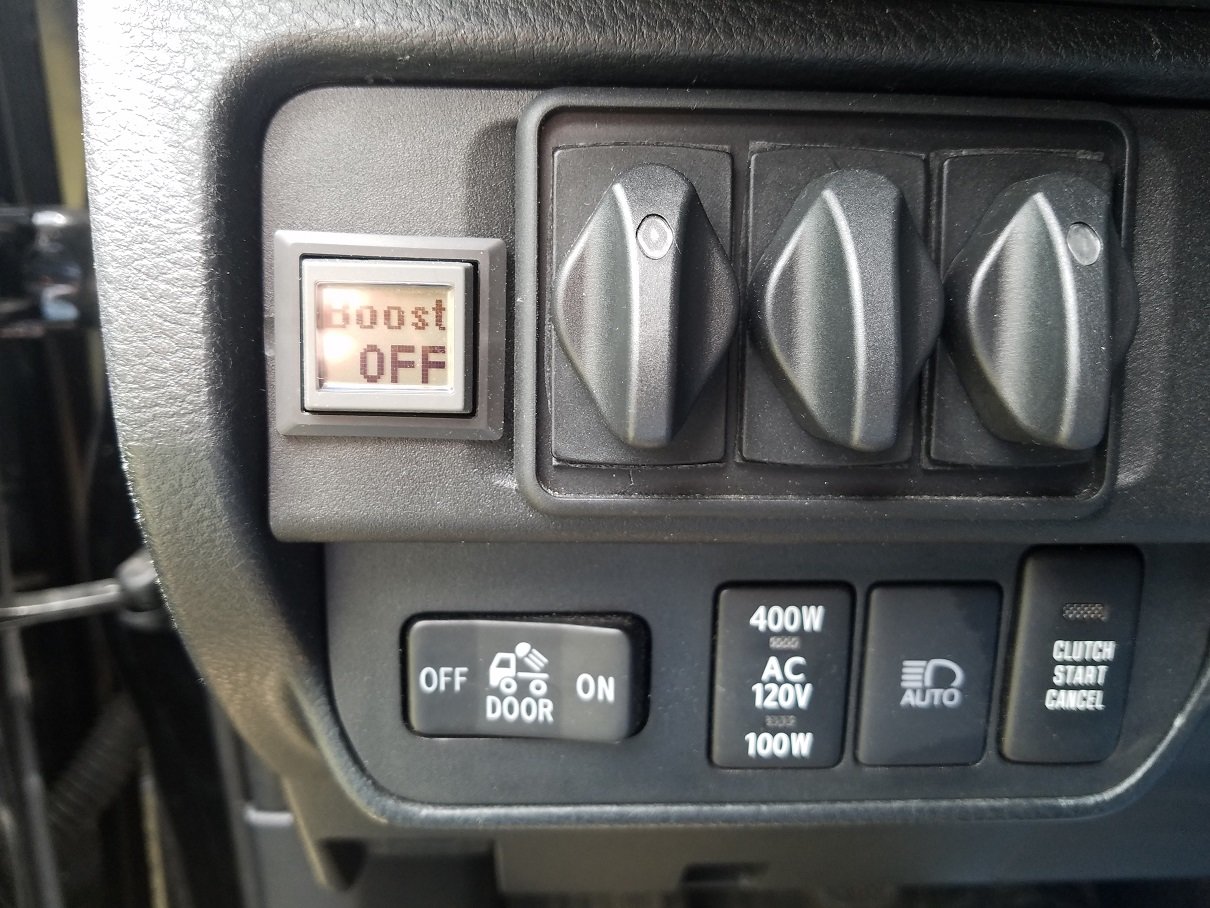 Boost
OFF
OFF
DOOR
ON
400W
AC
120V
100W
AUTO
CLUTCH
START
CANCEL